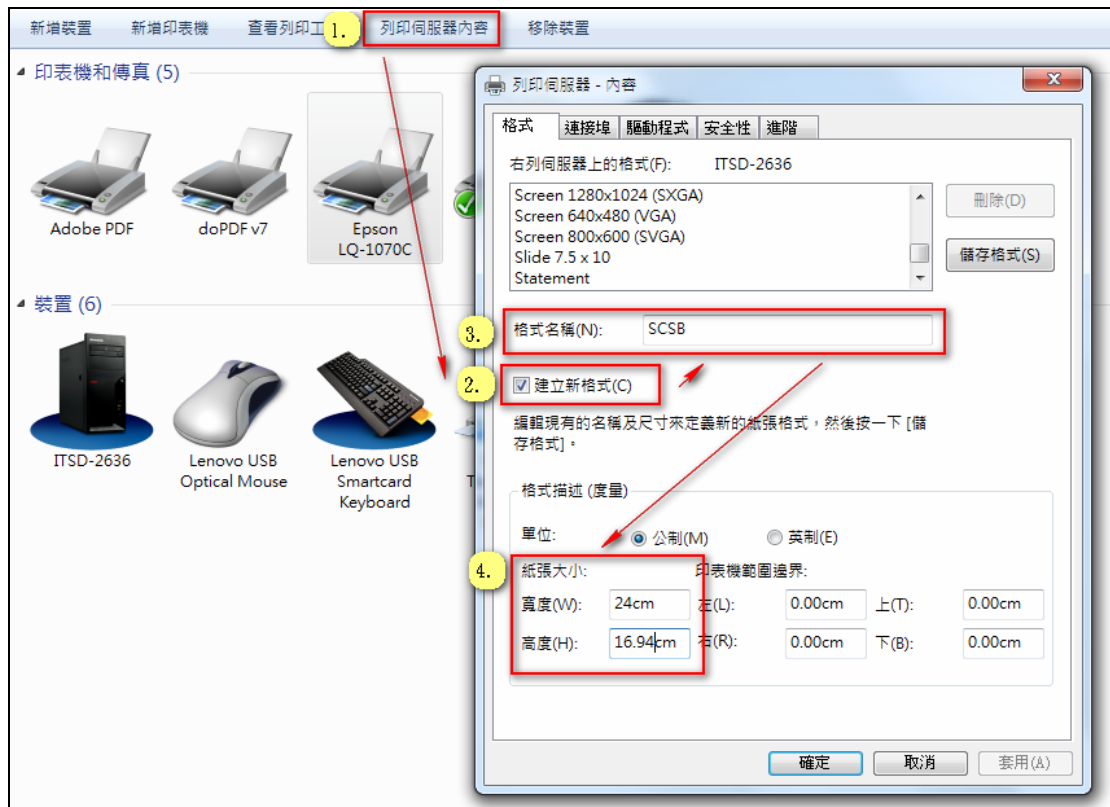 新增裝置 新增印表機 查看列印工 1. 列印伺服器內容 移除裝置
印表機和傳真 (5)
Adobe PDF
doPDF v7
Epson
LQ-1070C
裝置 (6)
ITSD-2636
Lenovo USB
Optical Mouse
Lenovo USB
Smartcard
Keyboard
T
列印伺服器 - 內容
格式 連接埠 驅動程式 安全性 進階
右列伺服器上的格式(F): ITSD-2636
Screen 1280x1024 (SXGA)
Screen 640x480 (VGA)
Screen 800x600 (SVGA)
Slide 7.5 x 10
Statement
刪除(D)
儲存格式(S)
3. 格式名稱(N): SCSB
2. 建立新格式(C)
編輯現有的名稱及尺寸來定義新的紙張格式，然後按一下 [儲
存格式]。
格式描述 (度量)
單位: 公制(M) 英制(E)
4. 紙張大小: 印表機範圍邊界:
寬度(W): 24cm 左(L): 0.00cm 上(T): 0.00cm
高度(H): 16.94cm 右(R): 0.00cm 下(B): 0.00cm
確定 取消 套用(A)